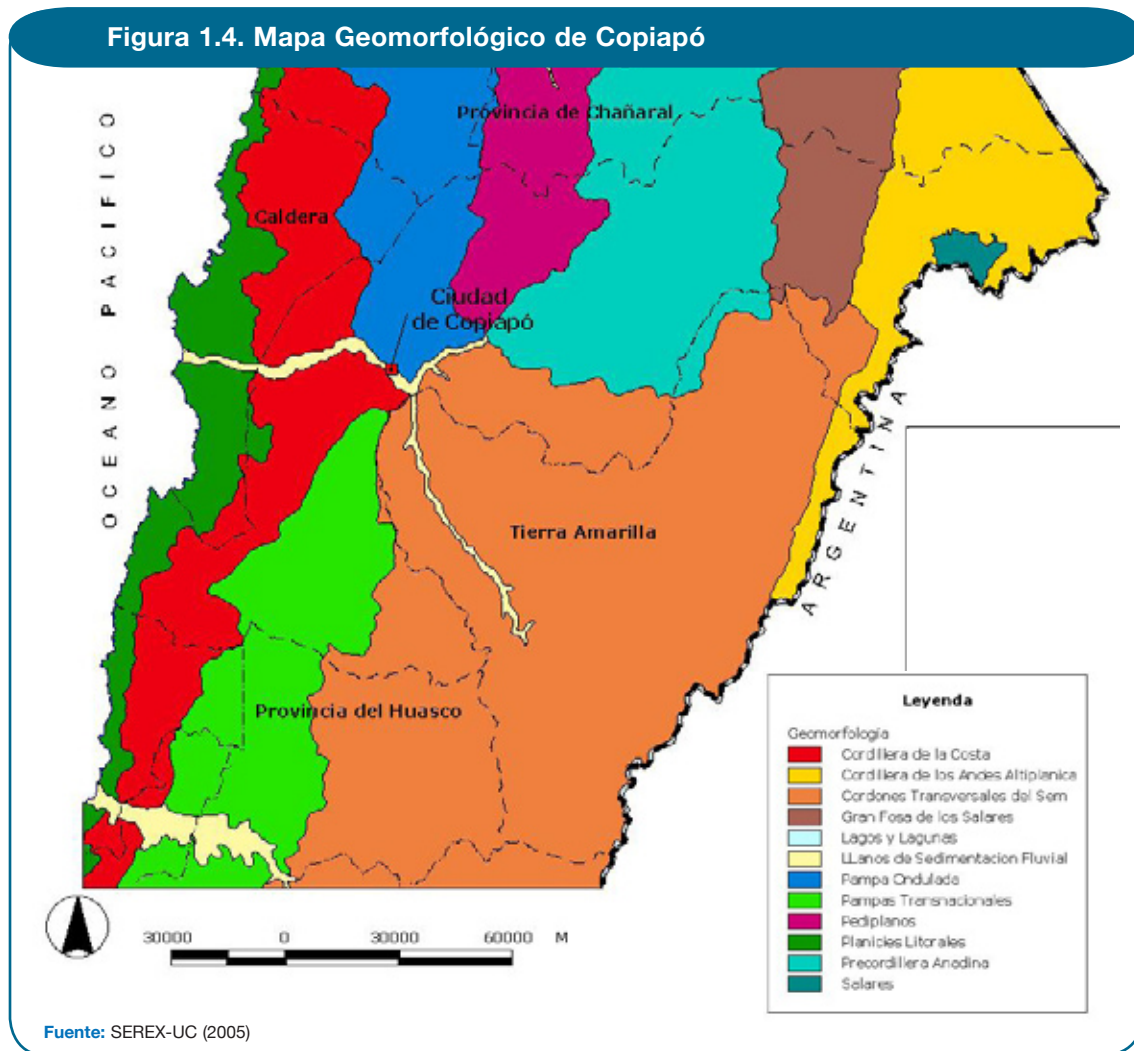 Figura 1.4. Mapa Geomorfológico de Copiapó
Próvincia de Chañaral
OCEANO PACIFICO
Caldera
Ciudad
de Copiapó
ARGENTINA
Tierra Amarilla
Provincia del Huasco
Leyenda
Geomorfología
Cordillera de la Costa
Cordillera de los Andes Altiplanica
Cordones Transversales del Sem
Gran Fosa de los Salares
Lagos y Lagunas
LLanos de Sedimentacion Fluvial
Pampa Ondulada
Pampas Transnacionales
Pediplanos
Planicies Litorales
Precordillera Anadina
Salares
30000 0 30000 60000 M
Fuente: SEREX-UC (2005)